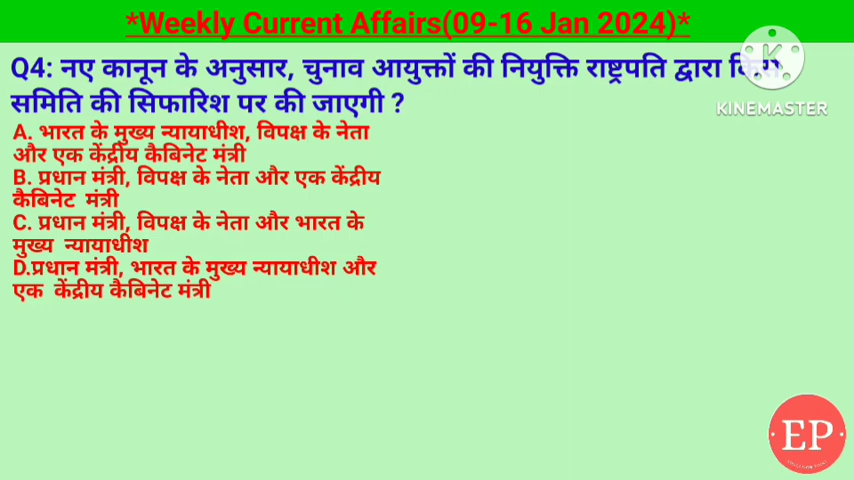 *Weekly Current Affairs(09-16 Jan 2024)*
Q4: नए कानून के अनुसार, चुनाव आयुक्तों की नियुक्ति राष्ट्रपति द्वारा किस
समिति की सिफारिश पर की जाएगी ?
KINEMASTER
A. भारत के मुख्य न्यायाधीश, विपक्ष के नेता
और एक केंद्रीय कैबिनेट मंत्री
B. प्रधान मंत्री, विपक्ष के नेता और एक केंद्रीय
कैबिनेट मंत्री
C. प्रधान मंत्री, विपक्ष के नेता और भारत के
मुख्य न्यायाधीश
D.प्रधान मंत्री, भारत के मुख्य न्यायाधीश और
एक केंद्रीय कैबिनेट मंत्री
EP